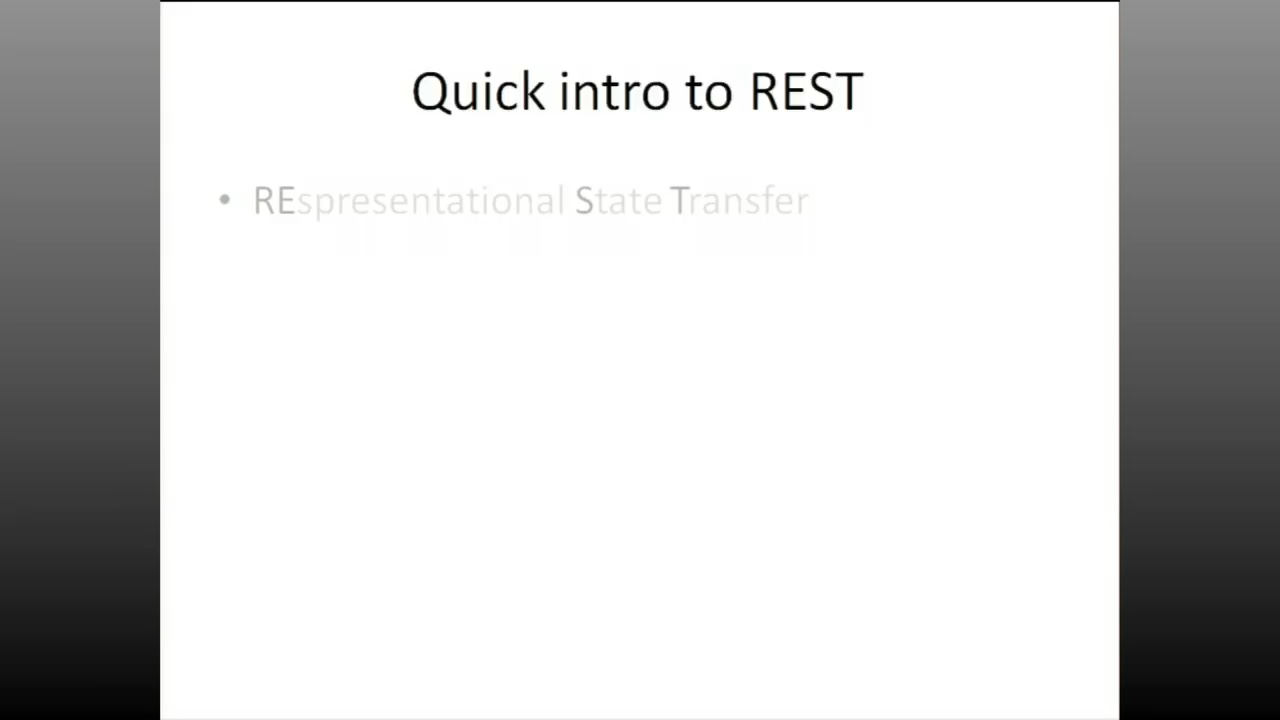 Quick intro to REST
• REspresentational State Transfer